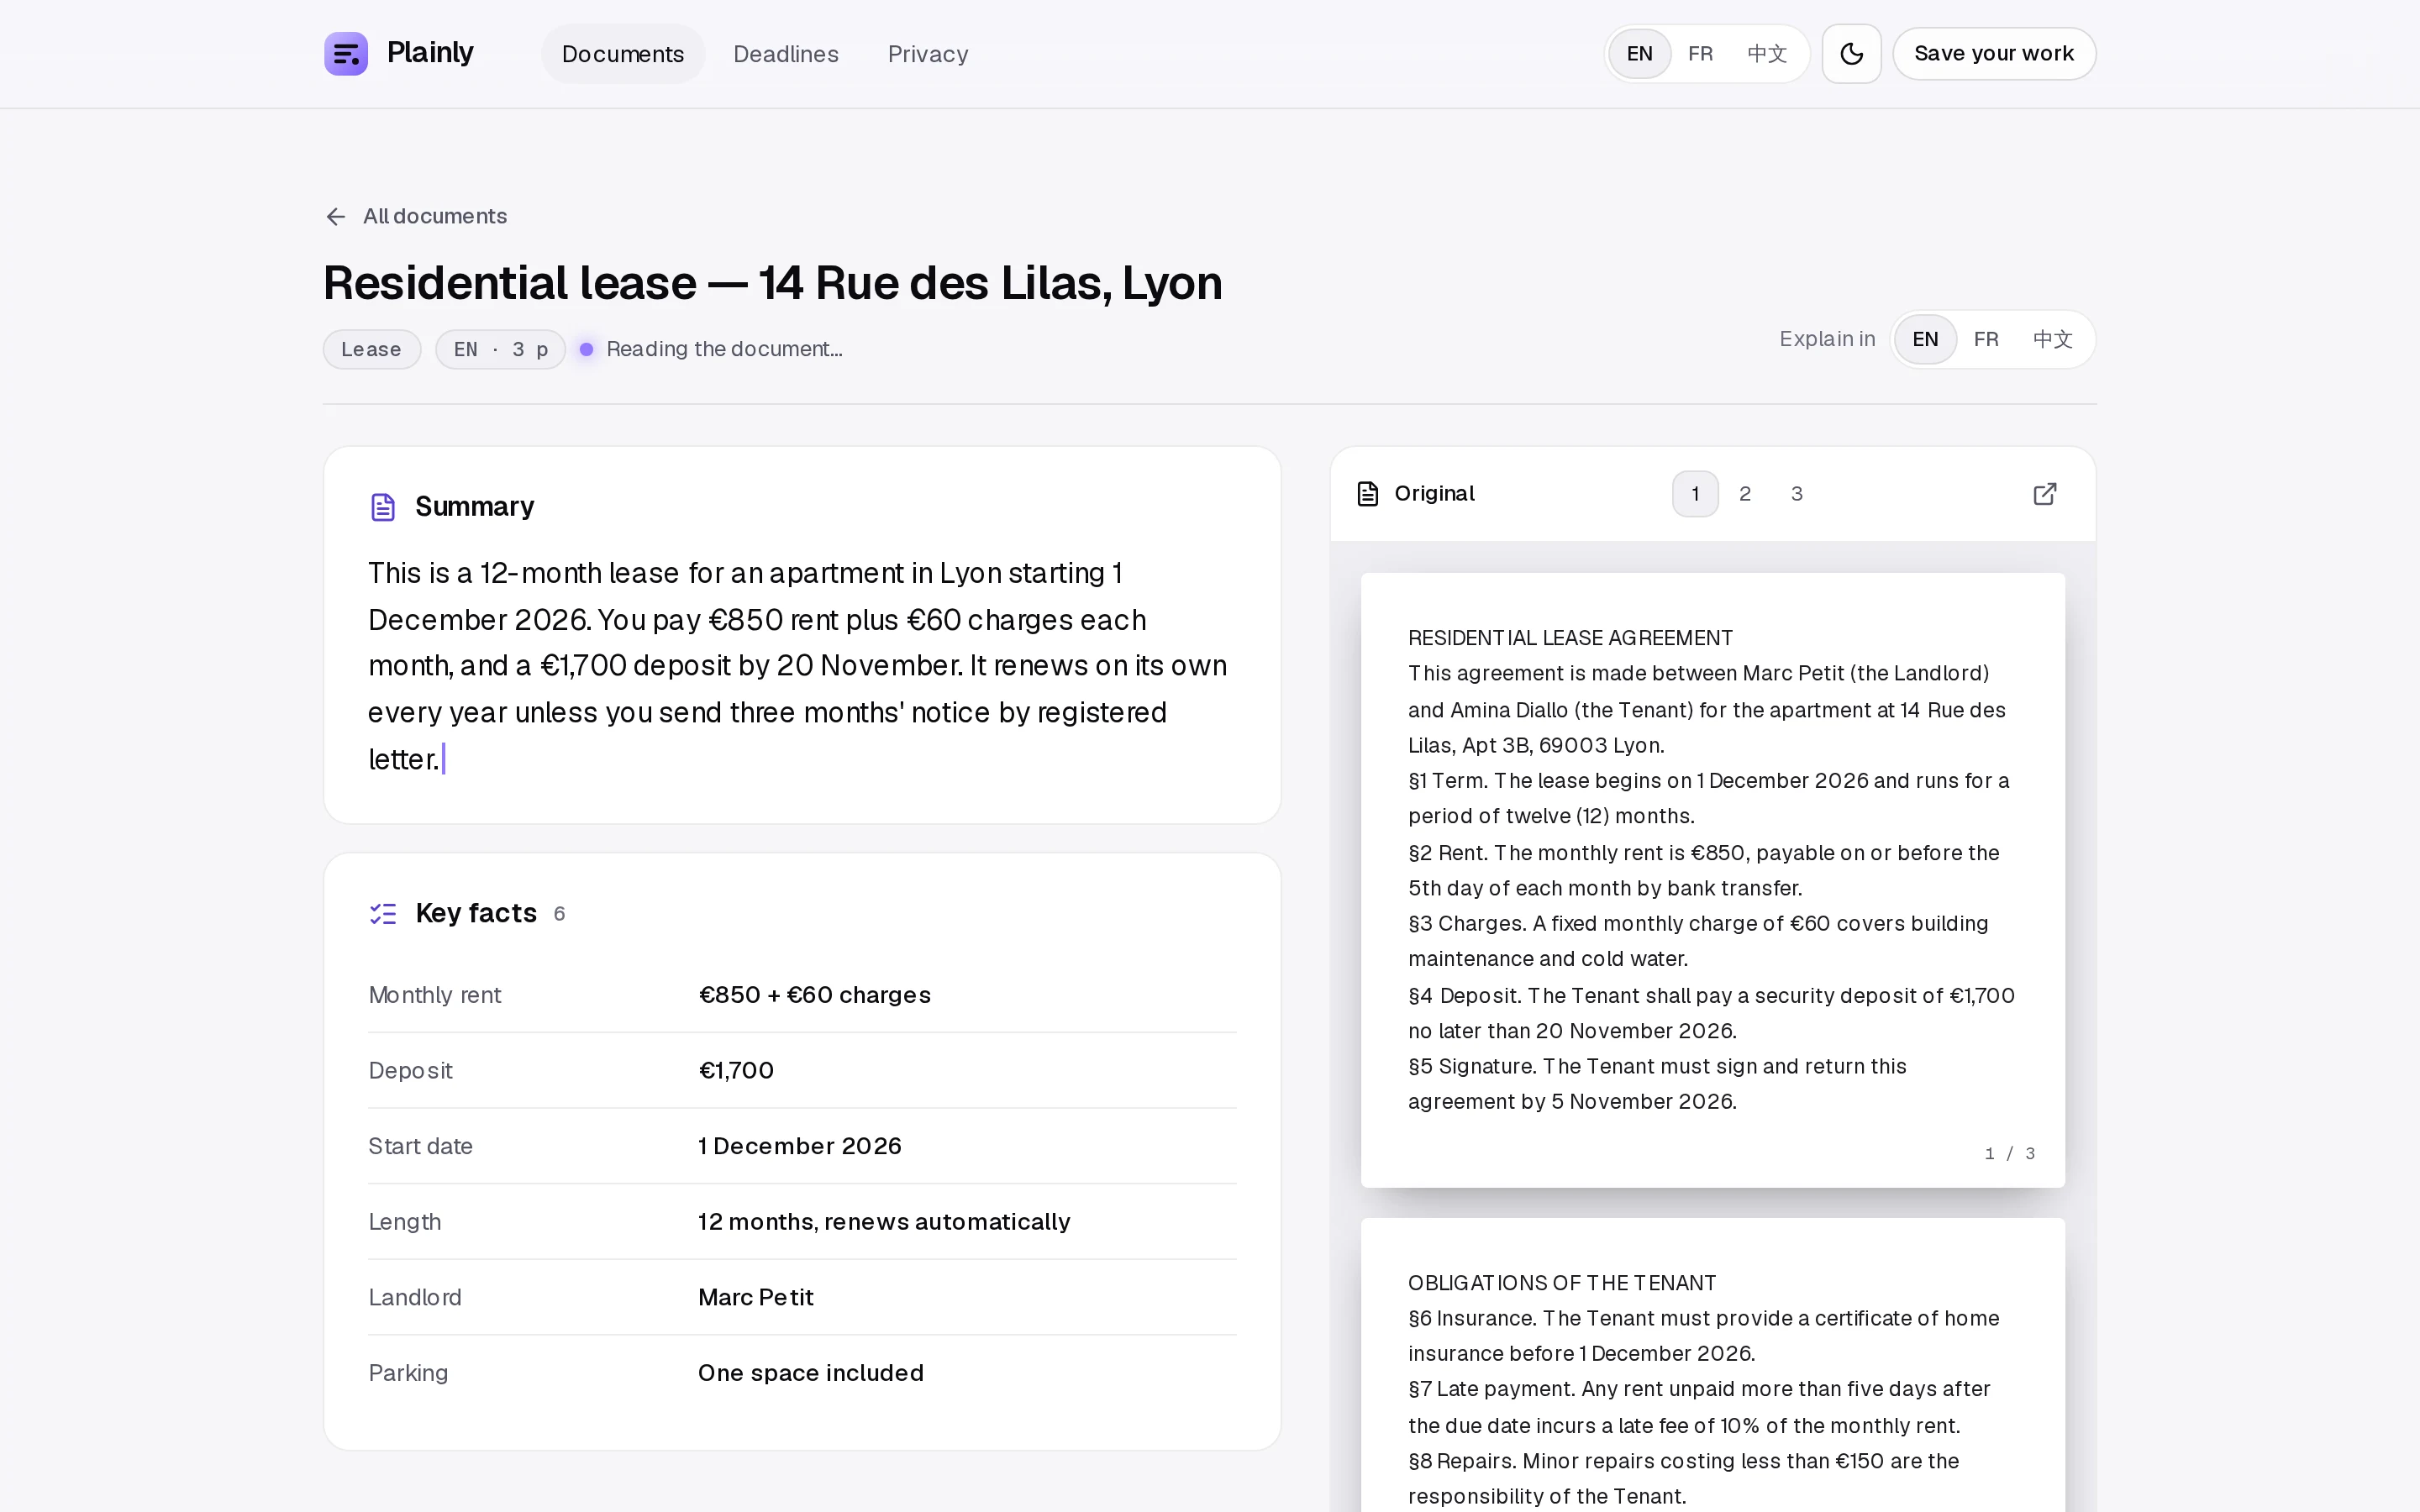 Plainly
Documents
Deadlines
Privacy
EN
FR
中文
Save your work
All documents
Residential lease — 14 Rue des Lilas, Lyon
Lease
EN · 3 p
Reading the document…
Explain in
EN
FR
中文
Summary
This is a 12-month lease for an apartment in Lyon starting 1
December 2026. You pay €850 rent plus €60 charges each
month, and a €1,700 deposit by 20 November. It renews on its own
every year unless you send three months' notice by registered
letter.
Key facts 6
Monthly rent €850 + €60 charges
Deposit €1,700
Start date 1 December 2026
Length 12 months, renews automatically
Landlord Marc Petit
Parking One space included
Original
1
2
3
RESIDENTIAL LEASE AGREEMENT
This agreement is made between Marc Petit (the Landlord)
and Amina Diallo (the Tenant) for the apartment at 14 Rue des
Lilas, Apt 3B, 69003 Lyon.
§1 Term. The lease begins on 1 December 2026 and runs for a
period of twelve (12) months.
§2 Rent. The monthly rent is €850, payable on or before the
5th day of each month by bank transfer.
§3 Charges. A fixed monthly charge of €60 covers building
maintenance and cold water.
§4 Deposit. The Tenant shall pay a security deposit of €1,700
no later than 20 November 2026.
§5 Signature. The Tenant must sign and return this
agreement by 5 November 2026.
1 / 3
OBLIGATIONS OF THE TENANT
§6 Insurance. The Tenant must provide a certificate of home
insurance before 1 December 2026.
§7 Late payment. Any rent unpaid more than five days after
the due date incurs a late fee of 10% of the monthly rent.
§8 Repairs. Minor repairs costing less than €150 are the
responsibility of the Tenant.